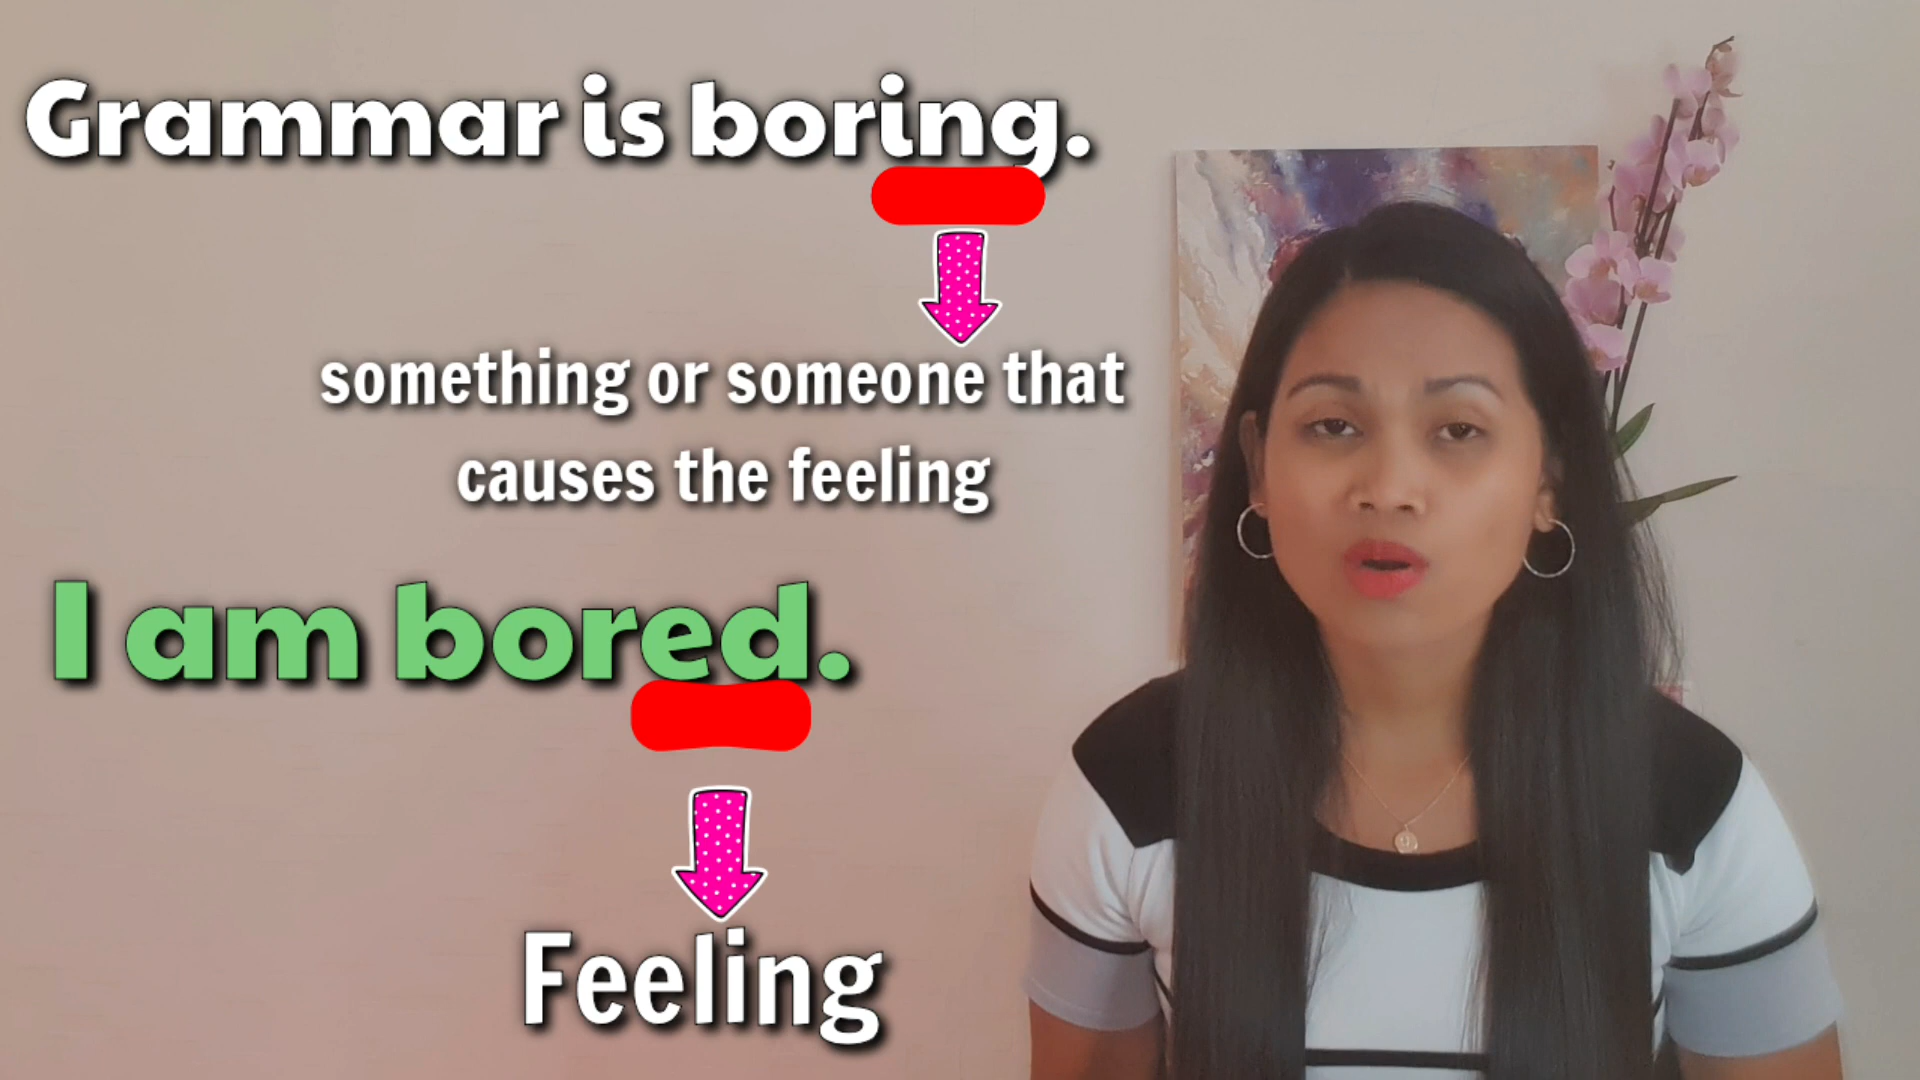 Grammar is boring.
something or someone that
causes the feeling
I am bored.
Feeling